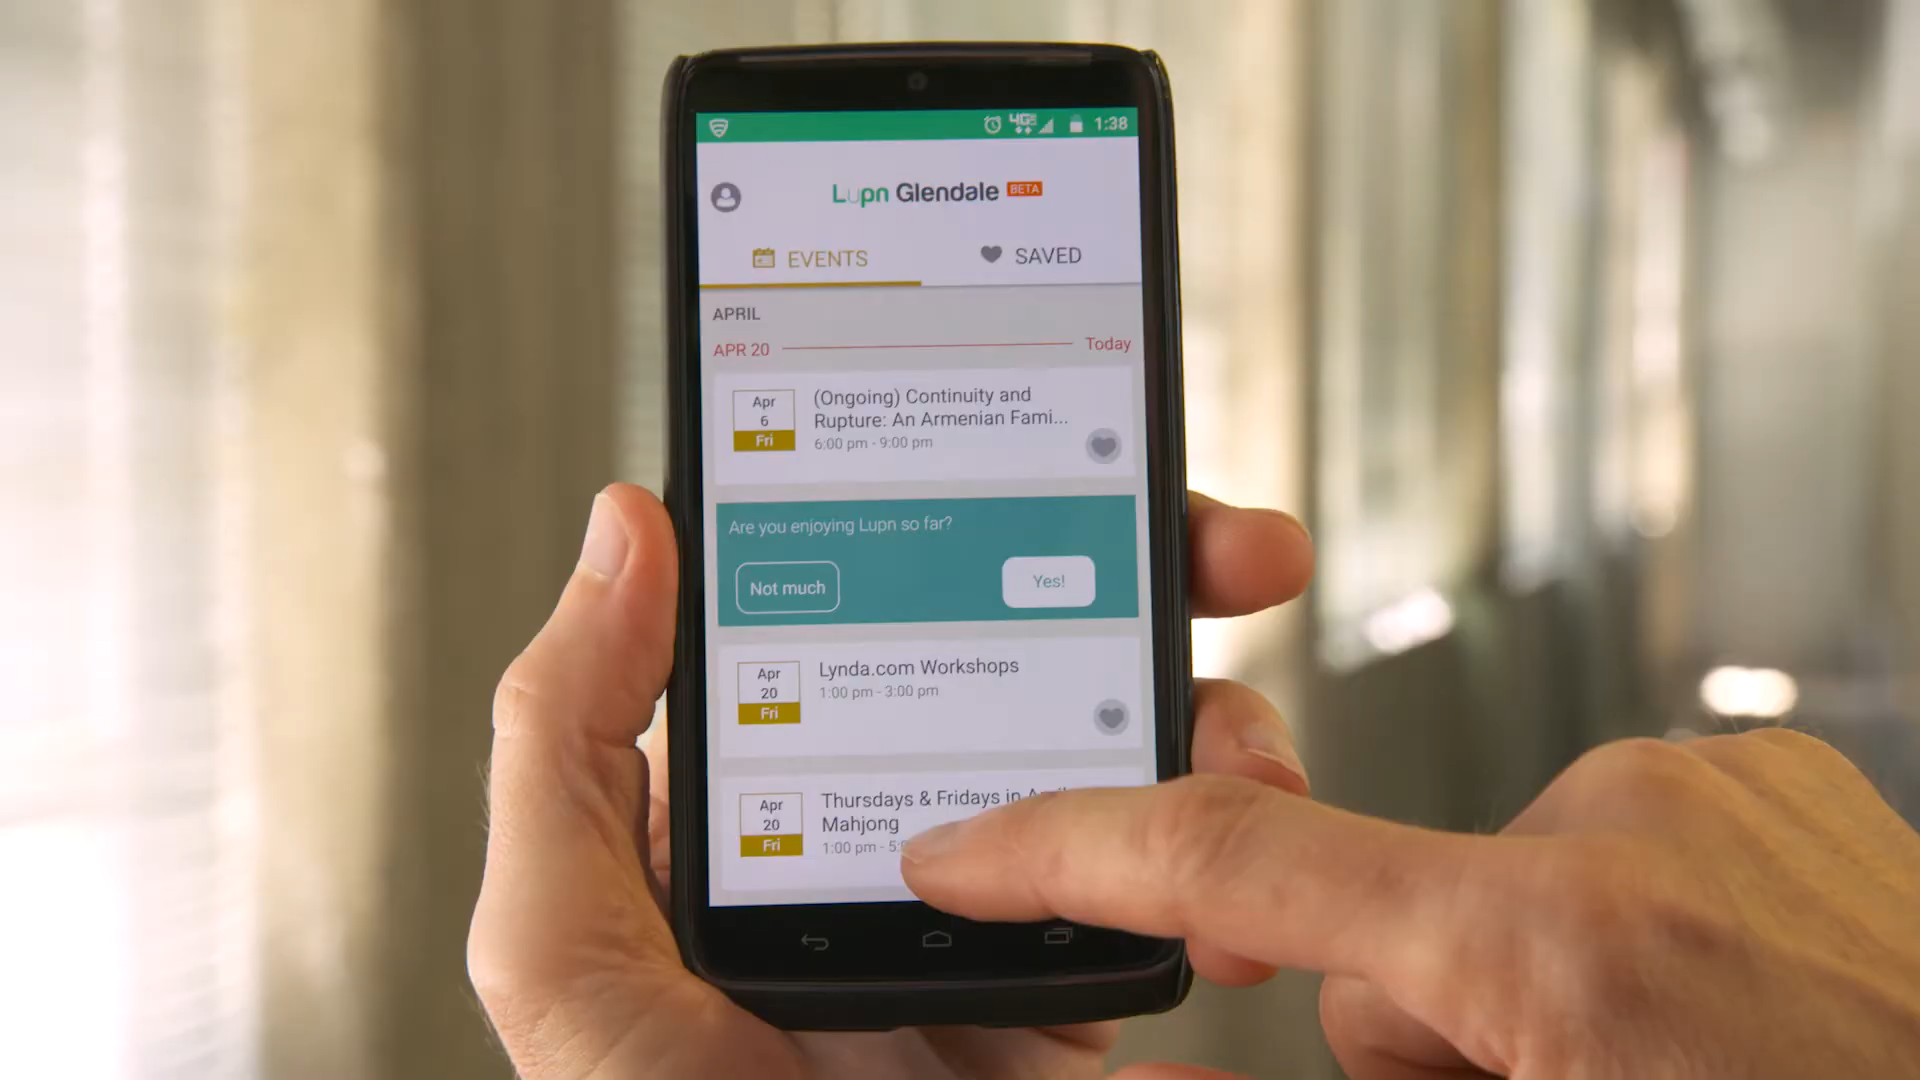 4G 1:38
Lupn Glendale BETA
EVENTS SAVED
APRIL
APR 20 Today
Apr
6
Fri
(Ongoing) Continuity and
Rupture: An Armenian Fami...
6:00 pm - 9:00 pm
Are you enjoying Lupn so far?
Not much Yes!
Apr
20
Fri
Lynda.com Workshops
1:00 pm - 3:00 pm
Apr
20
Fri
Thursdays & Fridays in
Mahjong
1:00 pm -